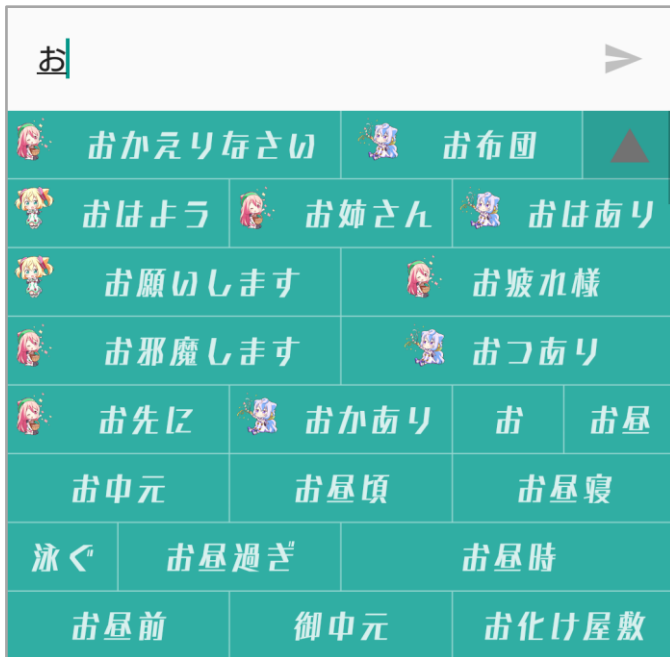 お
おかえりなさい お布団
おはよう お姉さん おはあり
お願いします お疲れ様
お邪魔します おつあり
お先に おかあり お お昼
お中元 お昼頃 お昼寝
泳ぐ お昼過ぎ お昼時
お昼前 御中元 お化け屋敷